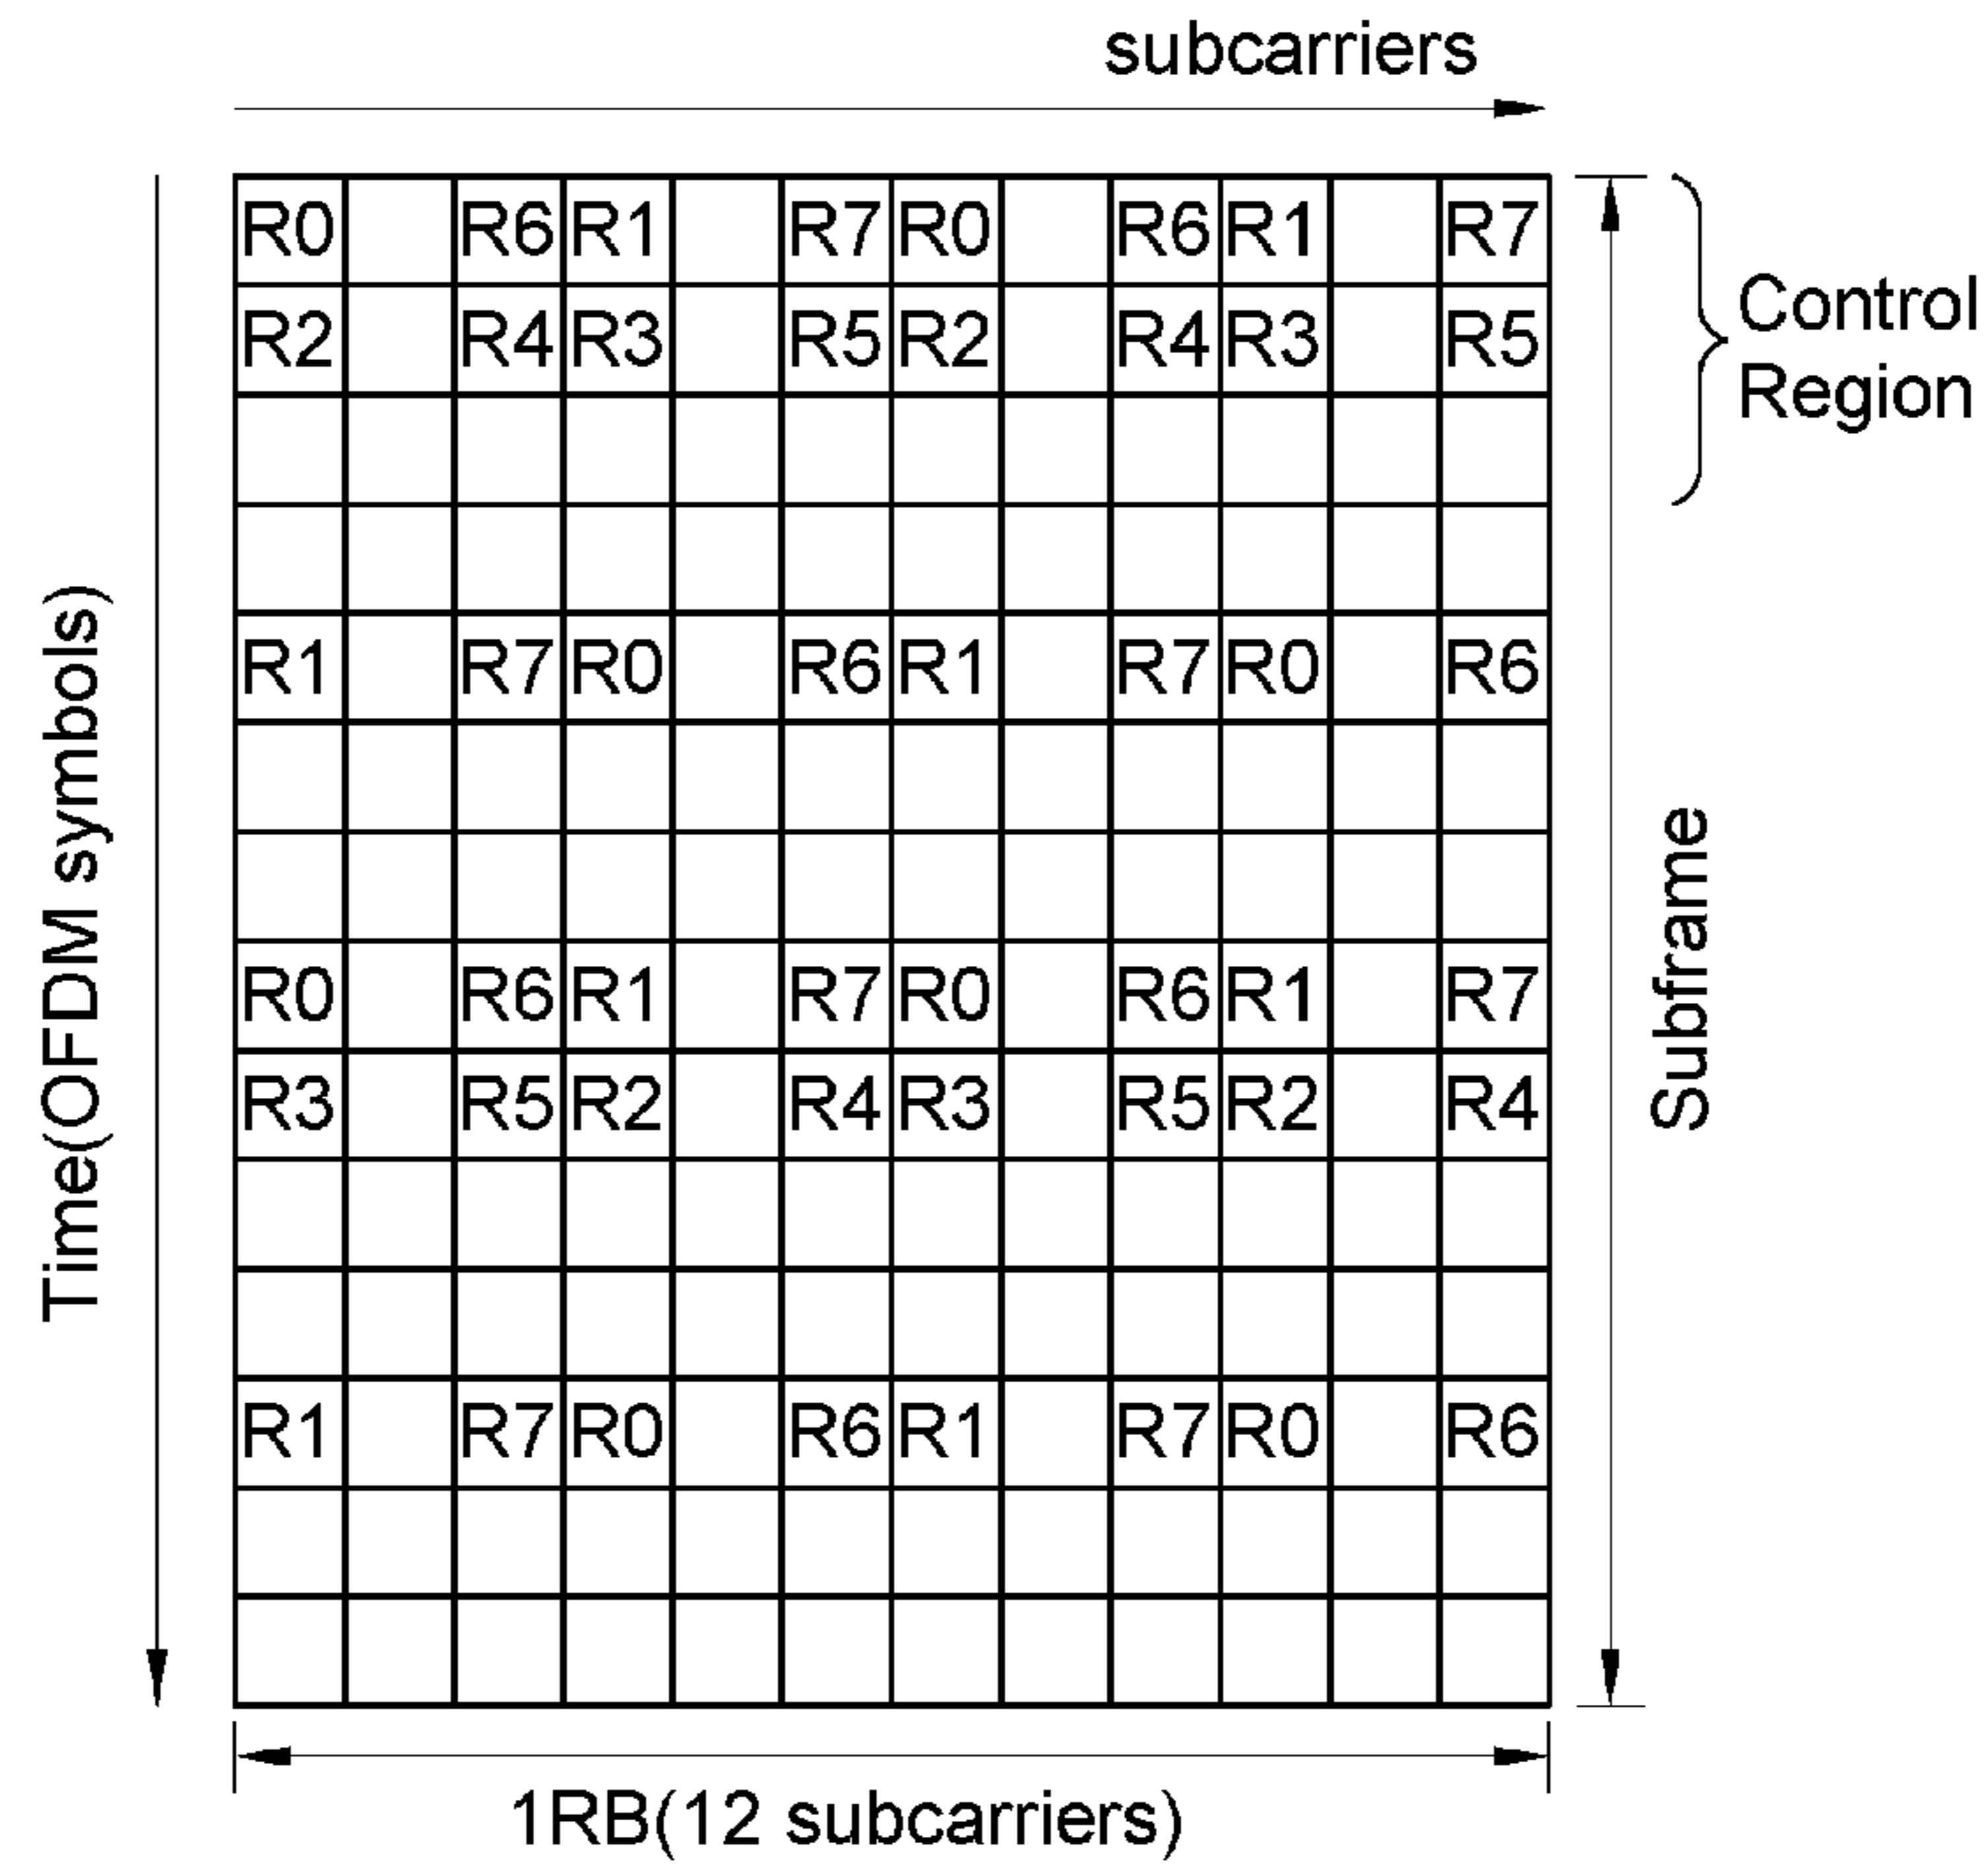 subcarriers
R0 R6 R1 R7 R0 R6 R1 R7
R2 R4 R3 R5 R2 R4 R3 R5
Control
Region
R1 R7 R0 R6 R1 R7 R0 R6
Time(OFDM symbols)
Subframe
R0 R6 R1 R7 R0 R6 R1 R7
R3 R5 R2 R4 R3 R5 R2 R4
R1 R7 R0 R6 R1 R7 R0 R6
1RB(12 subcarriers)